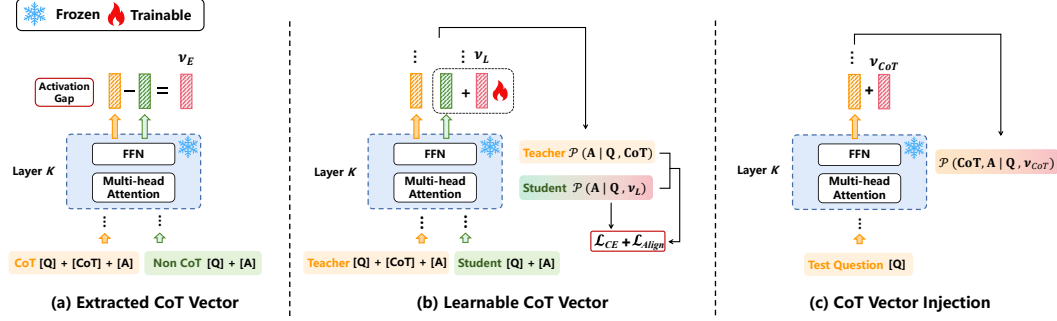 Frozen Trainable
Activation
Gap
ν_E
− =
FFN
Multi-head
Attention
Layer K
⋮ ⋮
CoT [Q] + [CoT] + [A]
Non CoT [Q] + [A]
(a) Extracted CoT Vector
⋮ ⋮ ν_L
+
FFN
Multi-head
Attention
Layer K
⋮ ⋮
Teacher [Q] + [CoT] + [A]
Student [Q] + [A]
Teacher 𝒫 (A | Q , CoT)
Student 𝒫 (A | Q , ν_L)
ℒ_CE + ℒ_Align
(b) Learnable CoT Vector
⋮
ν_CoT
+
FFN
Multi-head
Attention
Layer K
⋮
Test Question [Q]
𝒫 (CoT, A | Q , ν_CoT)
(c) CoT Vector Injection